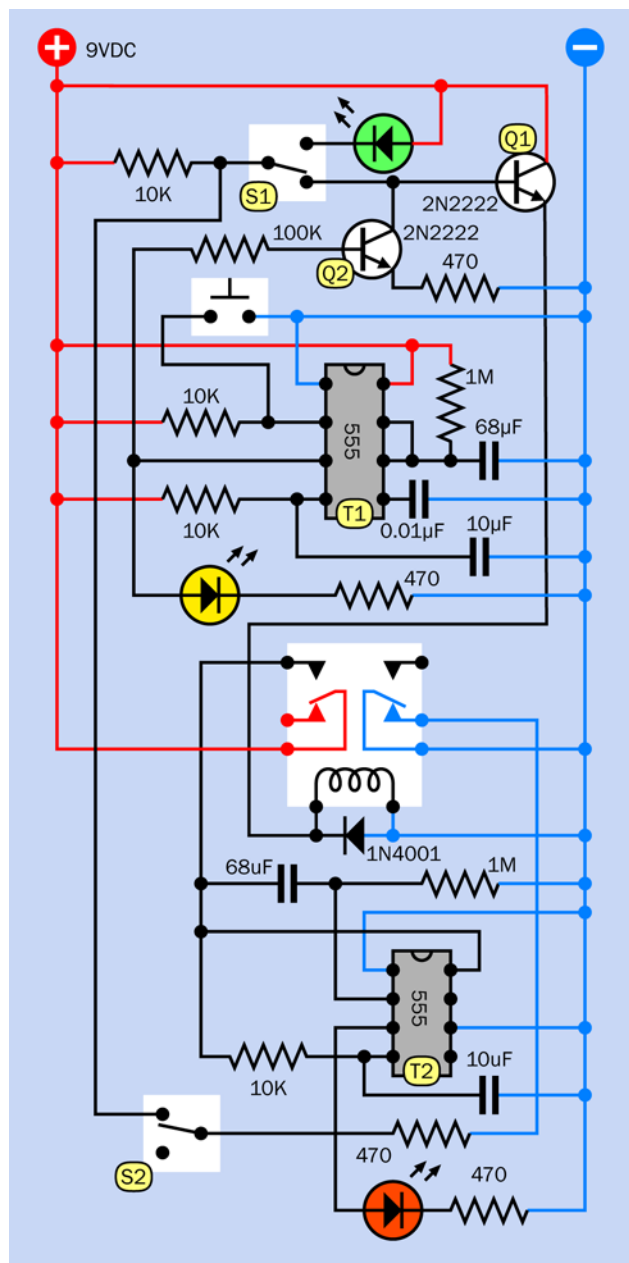 + 9VDC −
Q1
10K
S1
2N2222
100K
2N2222
Q2
470
10K
1M
68µF
555
10K
T1
0.01µF
10µF
470
1N4001
68uF
1M
555
10K
T2
10uF
S2
470
470